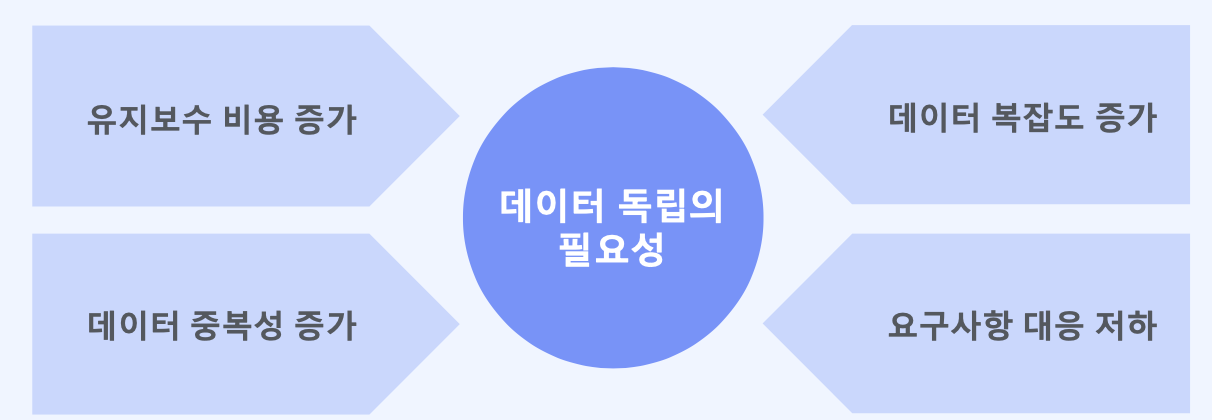 유지보수 비용 증가
데이터 복잡도 증가
데이터 독립의
필요성
데이터 중복성 증가
요구사항 대응 저하